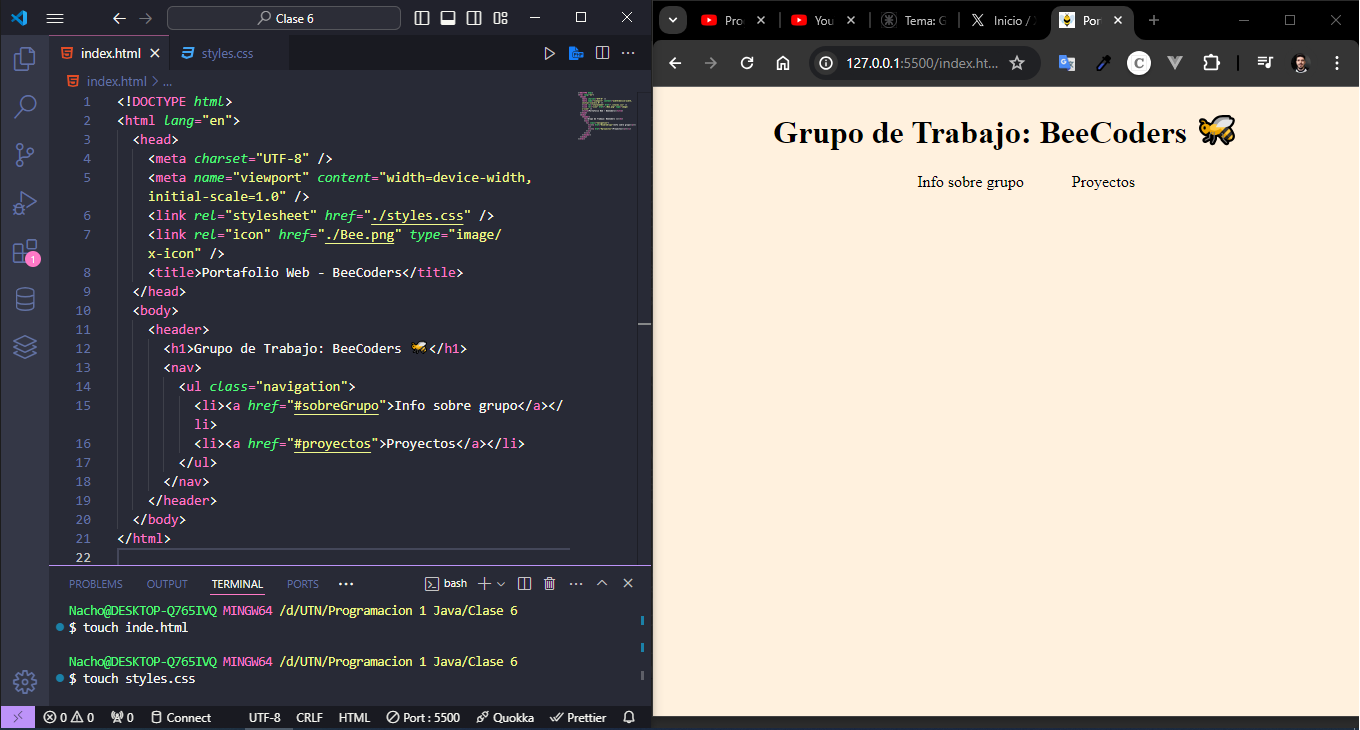 Clase 6
index.html
styles.css
index.html > ...
1 <!DOCTYPE html>
2 <html lang="en">
3 <head>
4 <meta charset="UTF-8" />
5 <meta name="viewport" content="width=device-width,
initial-scale=1.0" />
6 <link rel="stylesheet" href="./styles.css" />
7 <link rel="icon" href="./Bee.png" type="image/
x-icon" />
8 <title>Portafolio Web - BeeCoders</title>
9 </head>
10 <body>
11 <header>
12 <h1>Grupo de Trabajo: BeeCoders 🐝</h1>
13 <nav>
14 <ul class="navigation">
15 <li><a href="#sobreGrupo">Info sobre grupo</a></
li>
16 <li><a href="#proyectos">Proyectos</a></li>
17 </ul>
18 </nav>
19 </header>
20 </body>
21 </html>
22
1
PROBLEMS OUTPUT TERMINAL PORTS ... bash
Nacho@DESKTOP-Q765IVQ MINGW64 /d/UTN/Programacion 1 Java/Clase 6
$ touch inde.html
Nacho@DESKTOP-Q765IVQ MINGW64 /d/UTN/Programacion 1 Java/Clase 6
$ touch styles.css
0 0 0 Connect UTF-8 CRLF HTML Port : 5500 Quokka Prettier
Pro You Tema: G Inicio / Por
127.0.0.1:5500/index.ht...
C
Grupo de Trabajo: BeeCoders 🐝
Info sobre grupo Proyectos